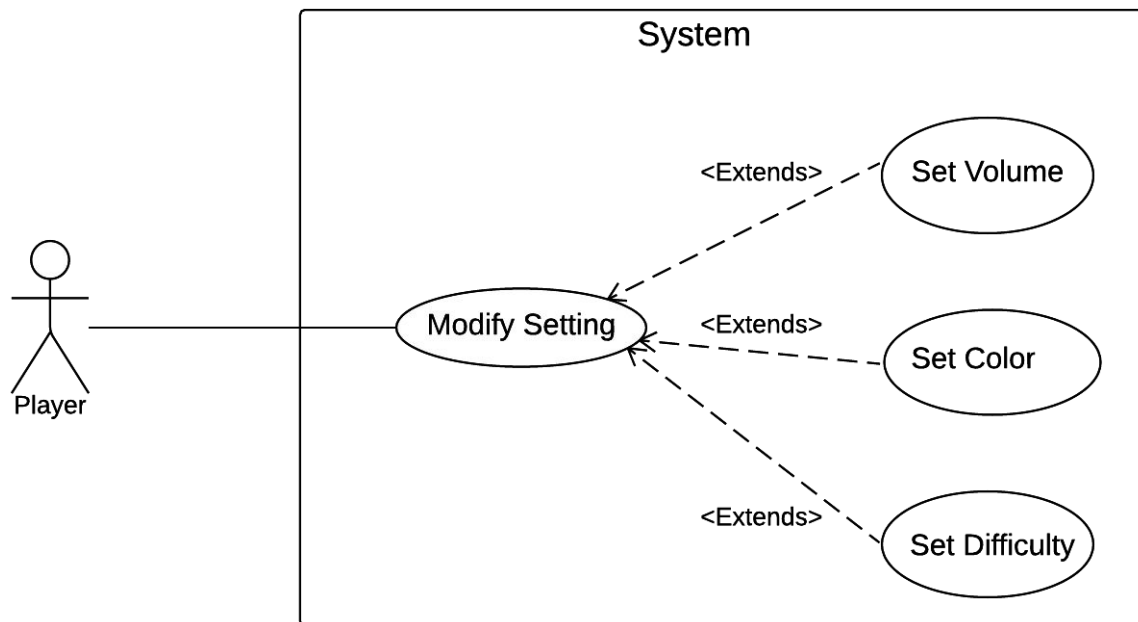 System
<Extends>
Set Volume
Modify Setting
<Extends>
Set Color
Player
<Extends>
Set Difficulty